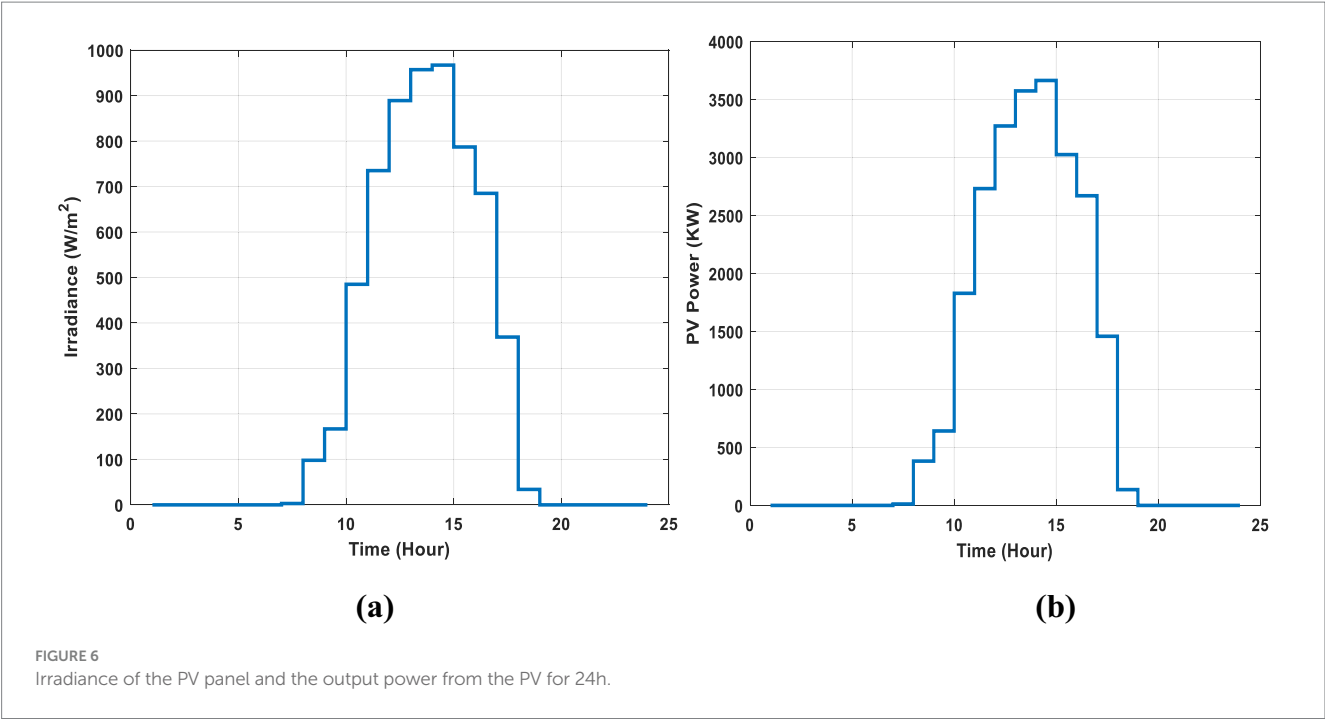 1000
900
800
700
600
500
400
300
200
100
0
Irradiance (W/m²)
0 5 10 15 20 25
Time (Hour)
(a)
4000
3500
3000
2500
2000
1500
1000
500
0
PV Power (KW)
0 5 10 15 20 25
Time (Hour)
(b)
FIGURE 6
Irradiance of the PV panel and the output power from the PV for 24h.